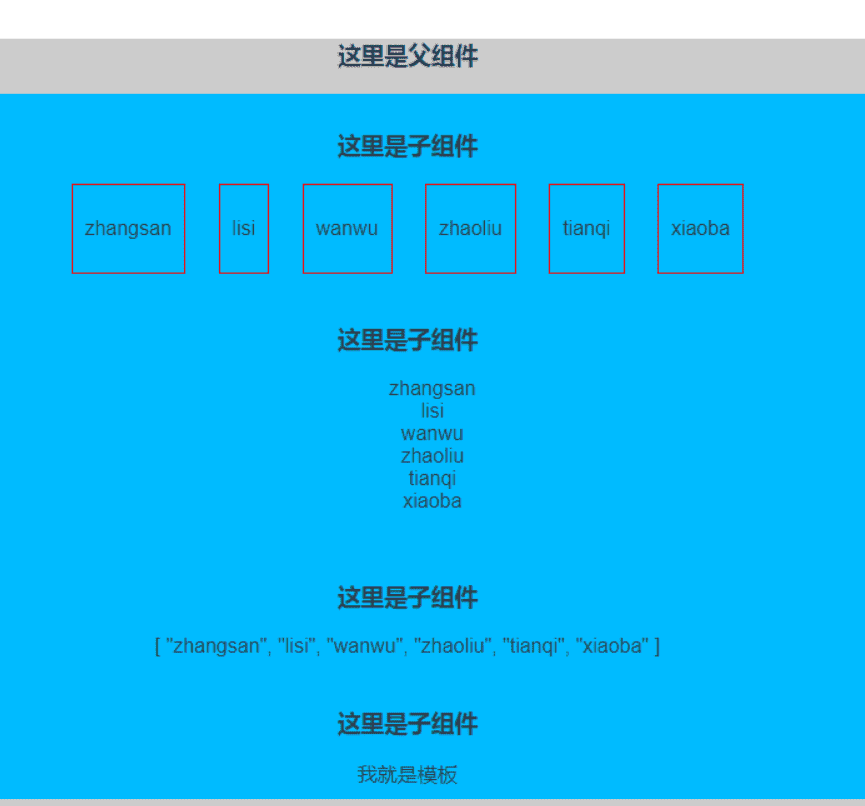 这里是父组件
这里是子组件
zhangsan lisi wanwu zhaoliu tianqi xiaoba
这里是子组件
zhangsan
lisi
wanwu
zhaoliu
tianqi
xiaoba
这里是子组件
[ "zhangsan", "lisi", "wanwu", "zhaoliu", "tianqi", "xiaoba" ]
这里是子组件
我就是模板